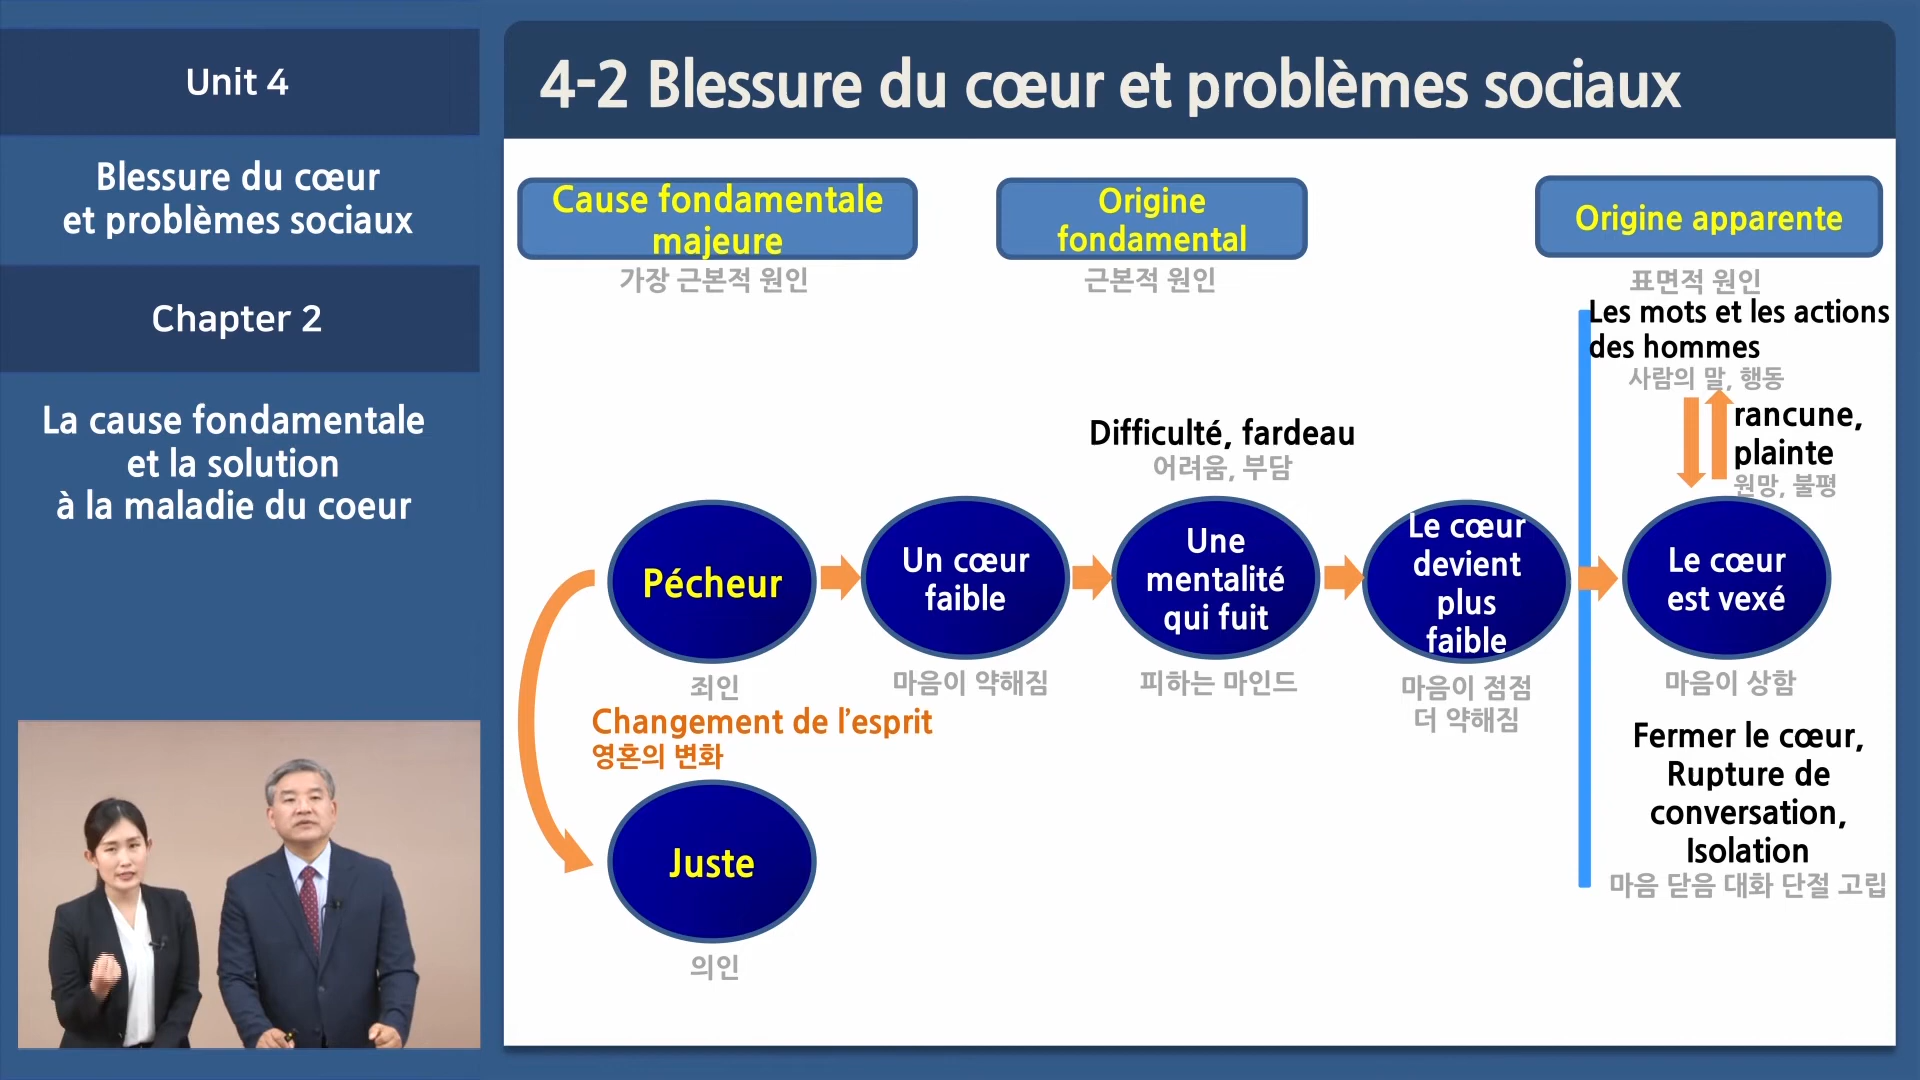 Unit 4
Blessure du cœur
et problèmes sociaux
Chapter 2
La cause fondamentale
et la solution
à la maladie du coeur
4-2 Blessure du cœur et problèmes sociaux
Cause fondamentale
majeure
가장 근본적 원인
Origine
fondamental
근본적 원인
Origine apparente
표면적 원인
Les mots et les actions
des hommes
사람의 말, 행동
rancune,
plainte
원망, 불평
Difficulté, fardeau
어려움, 부담
Pécheur
죄인
Un cœur
faible
마음이 약해짐
Une
mentalité
qui fuit
피하는 마인드
Le cœur
devient
plus
faible
마음이 점점
더 약해짐
Le cœur
est vexé
마음이 상함
Changement de l’esprit
영혼의 변화
Juste
의인
Fermer le cœur,
Rupture de
conversation,
Isolation
마음 닫음 대화 단절 고립